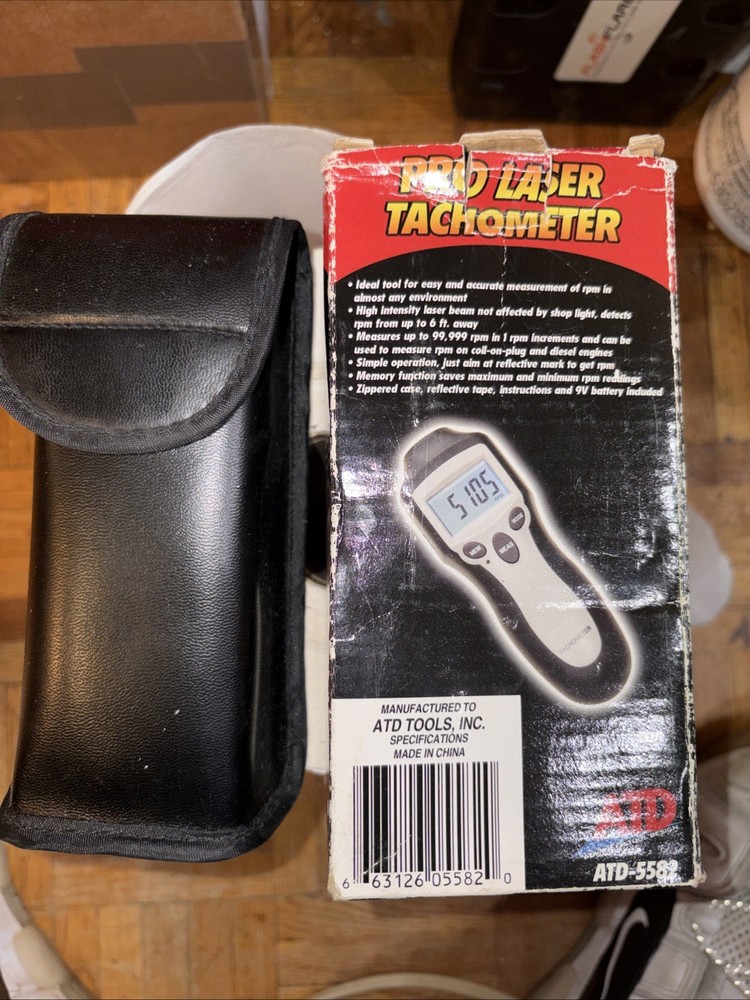 FLASHFLARE
PRO LASER
TACHOMETER
• Ideal tool for easy and accurate measurement of rpm in
almost any environment
• High intensity laser beam not affected by shop light, detects
rpm from up to 6 ft. away
• Measures up to 99,999 rpm in 1 rpm increments and can be
used to measure rpm on coil-on-plug and diesel engines
• Simple operation, just aim at reflective mark to get rpm
• Memory function saves maximum and minimum rpm readings
• Zippered case, reflective tape, instructions and 9V battery included
5105
MEAS
TACHOMETER
MANUFACTURED TO
ATD TOOLS, INC.
SPECIFICATIONS
MADE IN CHINA
6 63126 05582 0
ATD
ATD-5582